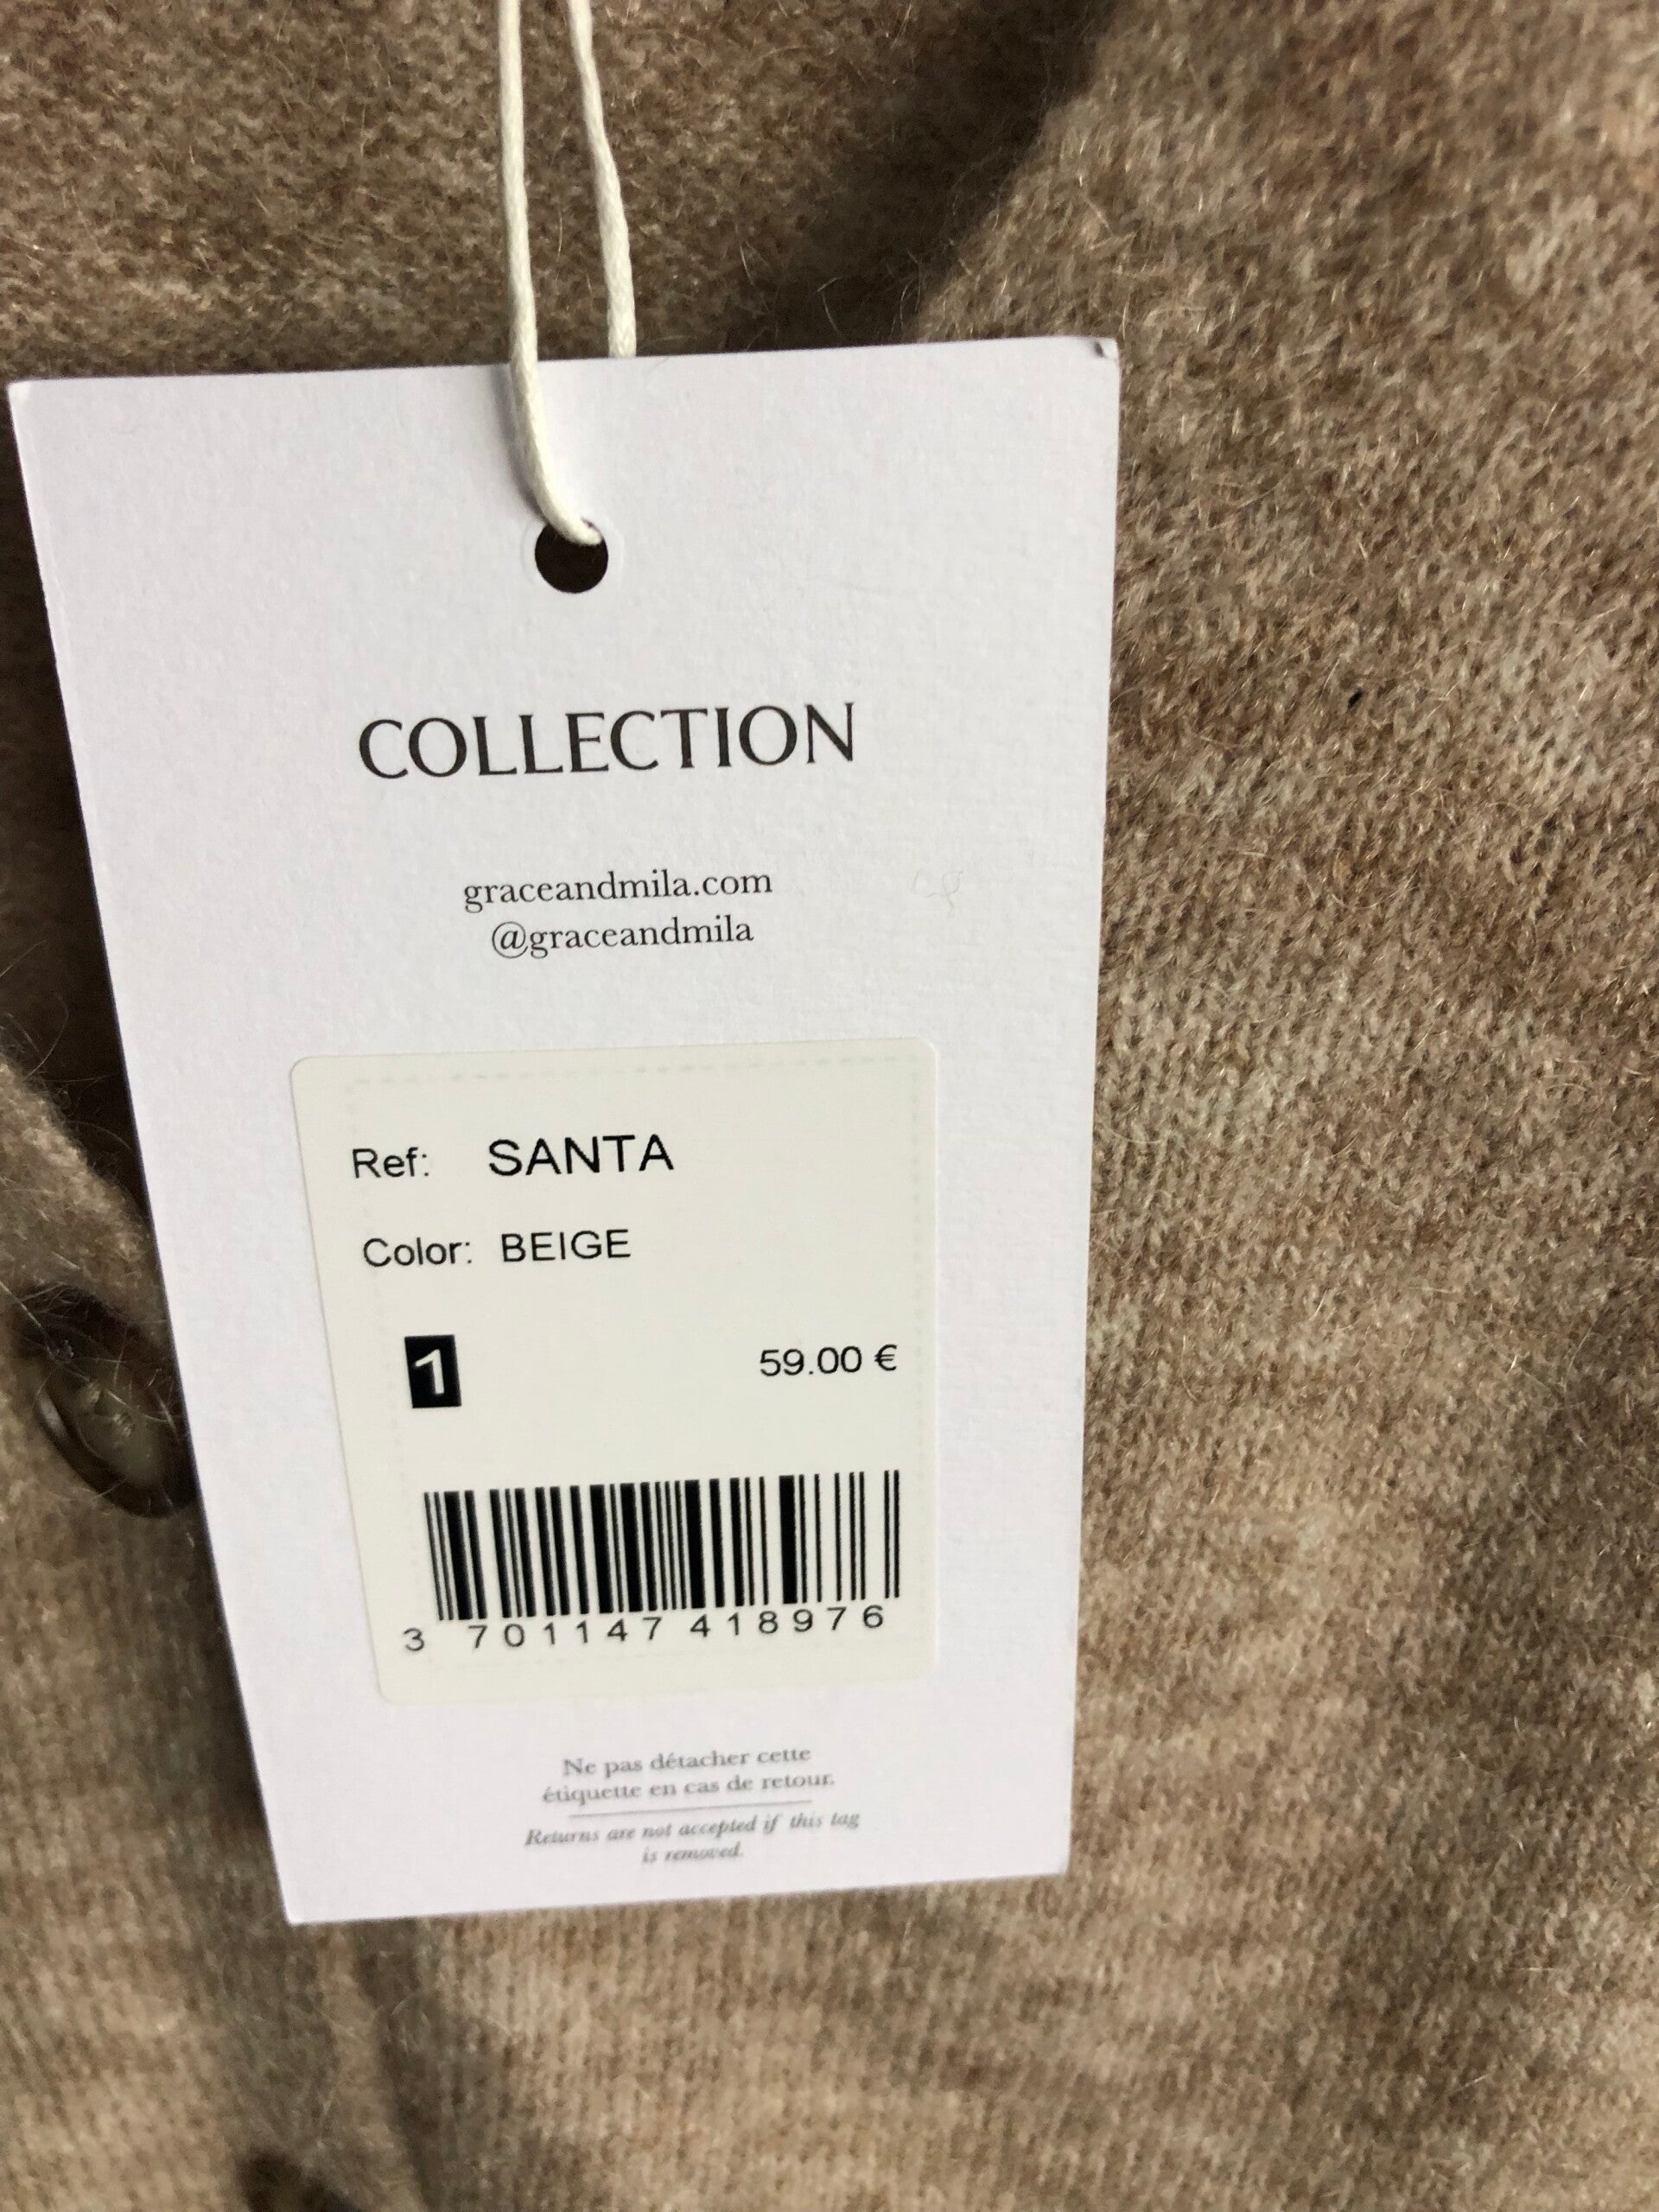 COLLECTION
graceandmila.com
@graceandmila
Ref: SANTA
Color: BEIGE
1 59.00 €
3 701147 418976
Ne pas détacher cette
étiquette en cas de retour.
Returns are not accepted if this tag
is removed.